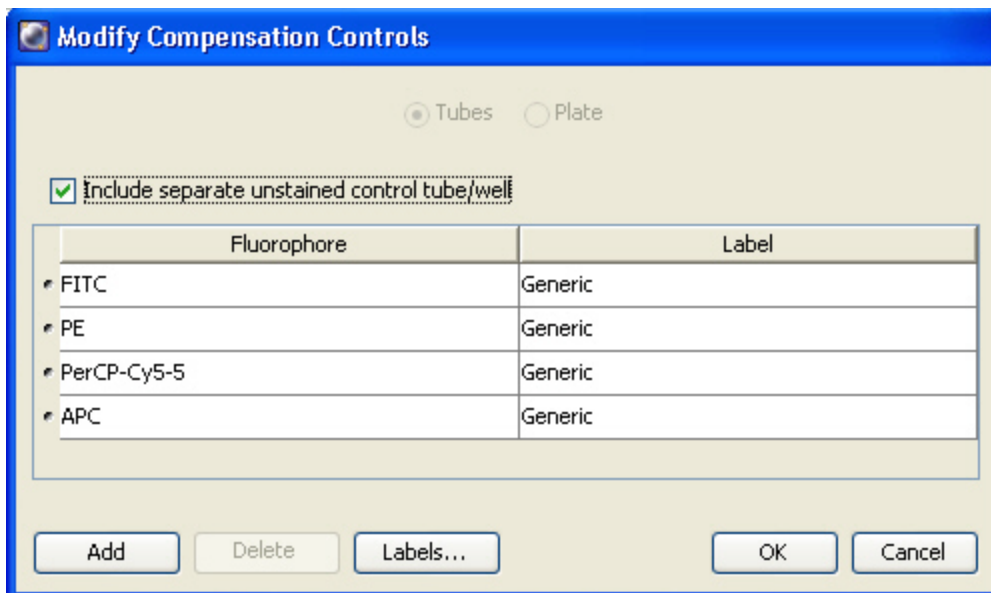 Modify Compensation Controls
Tubes Plate
Include separate unstained control tube/well
Fluorophore Label
FITC Generic
PE Generic
PerCP-Cy5-5 Generic
APC Generic
Add Delete Labels... OK Cancel